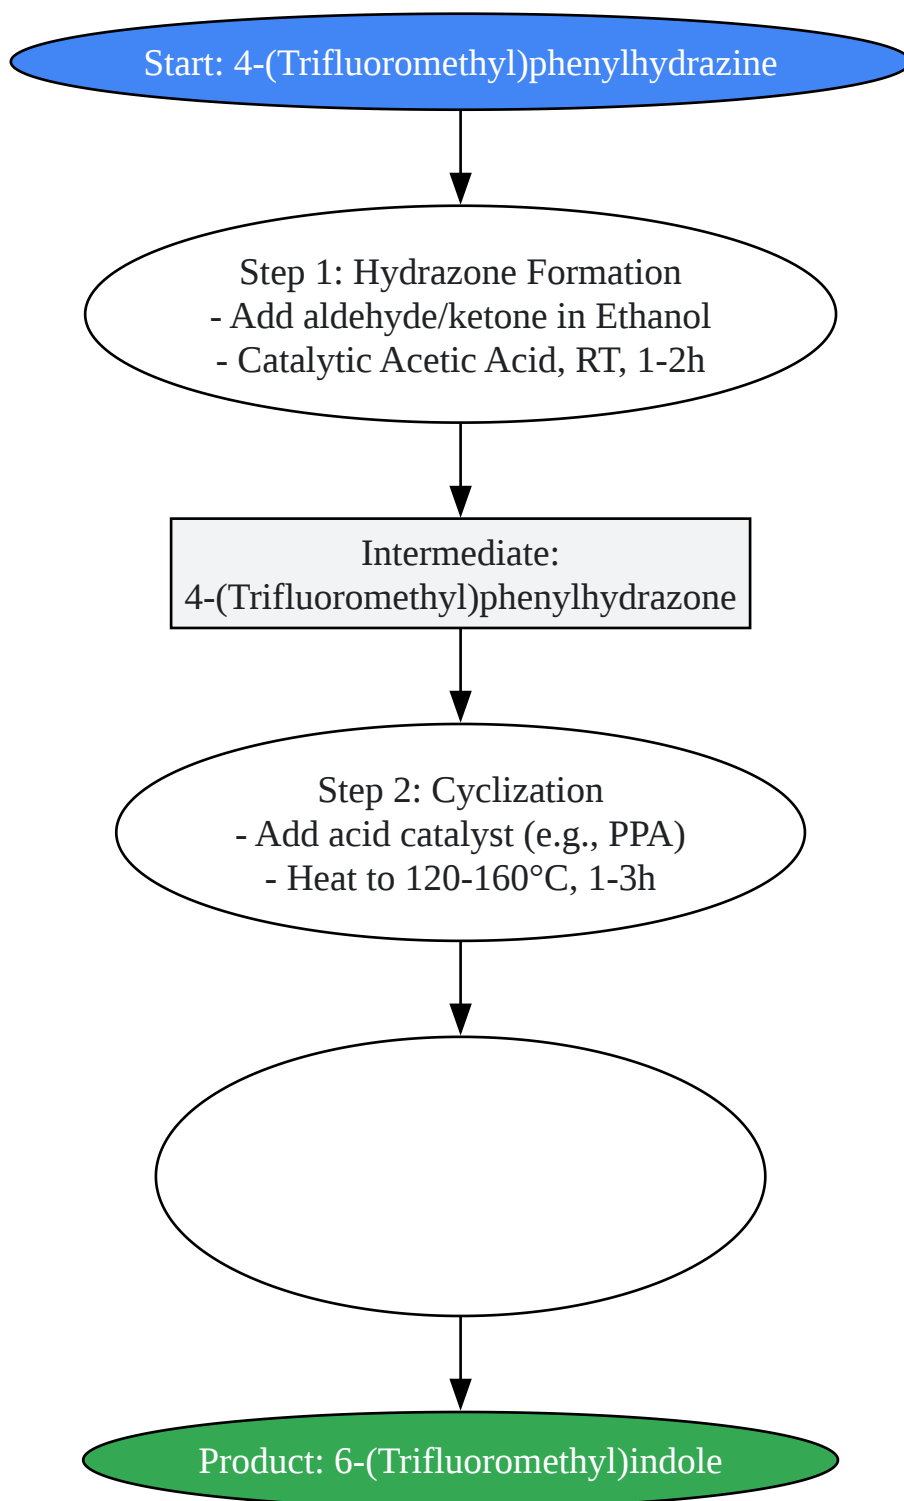 Start: 4-(Trifluoromethyl)phenylhydrazine
Step 1: Hydrazone Formation
- Add aldehyde/ketone in Ethanol
- Catalytic Acetic Acid, RT, 1-2h
Intermediate:
4-(Trifluoromethyl)phenylhydrazone
Step 2: Cyclization
- Add acid catalyst (e.g., PPA)
- Heat to 120-160°C, 1-3h
Product: 6-(Trifluoromethyl)indole